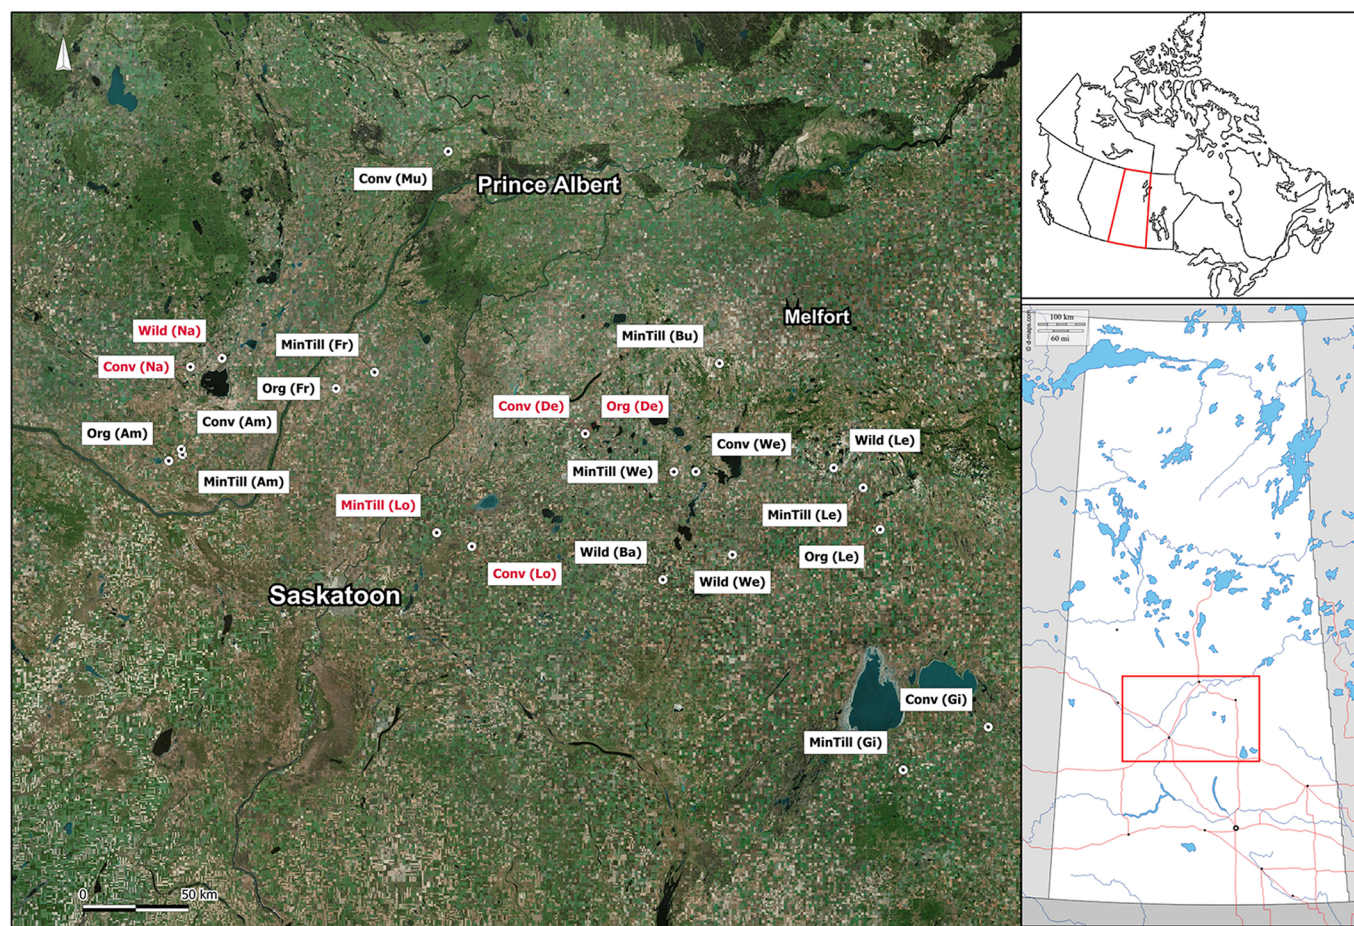 Conv (Mu)
Prince Albert
Melfort
Wild (Na)
MinTill (Fr)
MinTill (Bu)
Conv (Na)
Org (Fr)
Conv (De)
Org (De)
Conv (Am)
Org (Am)
Conv (We)
Wild (Le)
MinTill (We)
MinTill (Am)
MinTill (Lo)
MinTill (Le)
Wild (Ba)
Org (Le)
Conv (Lo)
Wild (We)
Saskatoon
Conv (Gi)
MinTill (Gi)
0 50 km
100 km
60 mi
© d-maps.com